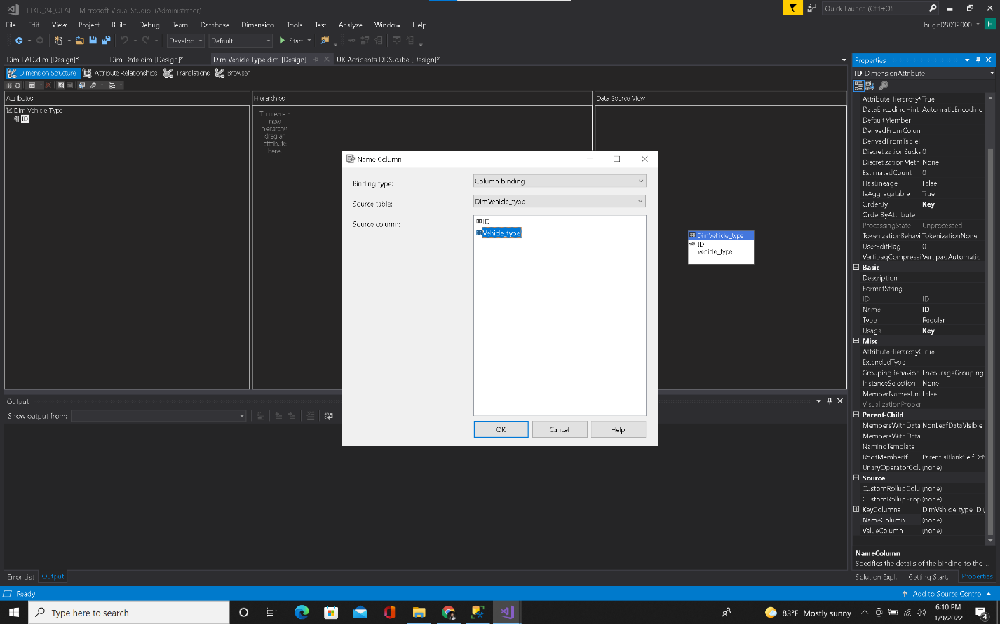 TTKD_24_OLAP - Microsoft Visual Studio (Administrator)
Quick Launch (Ctrl+Q)
File Edit View Project Build Debug Team Database Dimension Tools Test Analyze Window Help
hugo08092000 H
Develop Default Start
Dim LAD.dim [Design]* Dim Date.dim [Design]* Dim Vehicle Type.dim [Design] UK Accidents DDS.cube [Design]*
Dimension Structure Attribute Relationships Translations Browser
Attributes
Dim Vehicle Type
ID
Hierarchies
To create a
new
hierarchy,
drag an
attribute
here.
Data Source View
DimVehicle_type
ID
Vehicle_type
Name Column
Binding type: Column binding
Source table: DimVehicle_type
Source column:
ID
Vehicle_type
OK Cancel Help
Output
Show output from:
Error List Output
Properties
ID DimensionAttribute
AttributeHierarchy True
DataEncodingHint AutomaticEncoding
DefaultMember
DerivedFromColun
DerivedFromTableI
DiscretizationBucke 0
DiscretizationMeth None
EstimatedCount 0
HasLineage False
IsAggregatable True
OrderBy Key
OrderByAttribute
ProcessingState Unprocessed
TokenizationBehavi TokenizationNone
UserEditFlag 0
VertipaqCompressi VertipaqAutomatic
Basic
Description
FormatString
ID ID
Name ID
Type Regular
Usage Key
Misc
AttributeHierarchy True
ExtendedType
GroupingBehavior EncourageGrouping
InstanceSelection None
MemberNamesUni False
VisualizationProper
Parent-Child
MembersWithData NonLeafDataVisible
MembersWithData
NamingTemplate
RootMemberIf ParentIsBlankSelfOrM
UnaryOperatorColu (none)
Source
CustomRollupColu (none)
CustomRollupProp (none)
KeyColumns DimVehicle_type.ID (
NameColumn (none)
ValueColumn (none)
NameColumn
Specifies the details of the binding to the ...
Solution Expl... Getting Start... Properties
Ready
Add to Source Control
Type here to search
83°F Mostly sunny
6:10 PM
1/9/2022
4